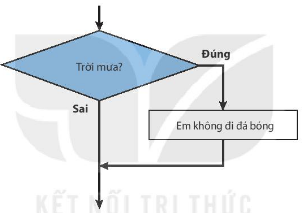 Trời mưa?
Đúng
Sai
Em không đi đá bóng
KẾT NỐI TRI THỨC